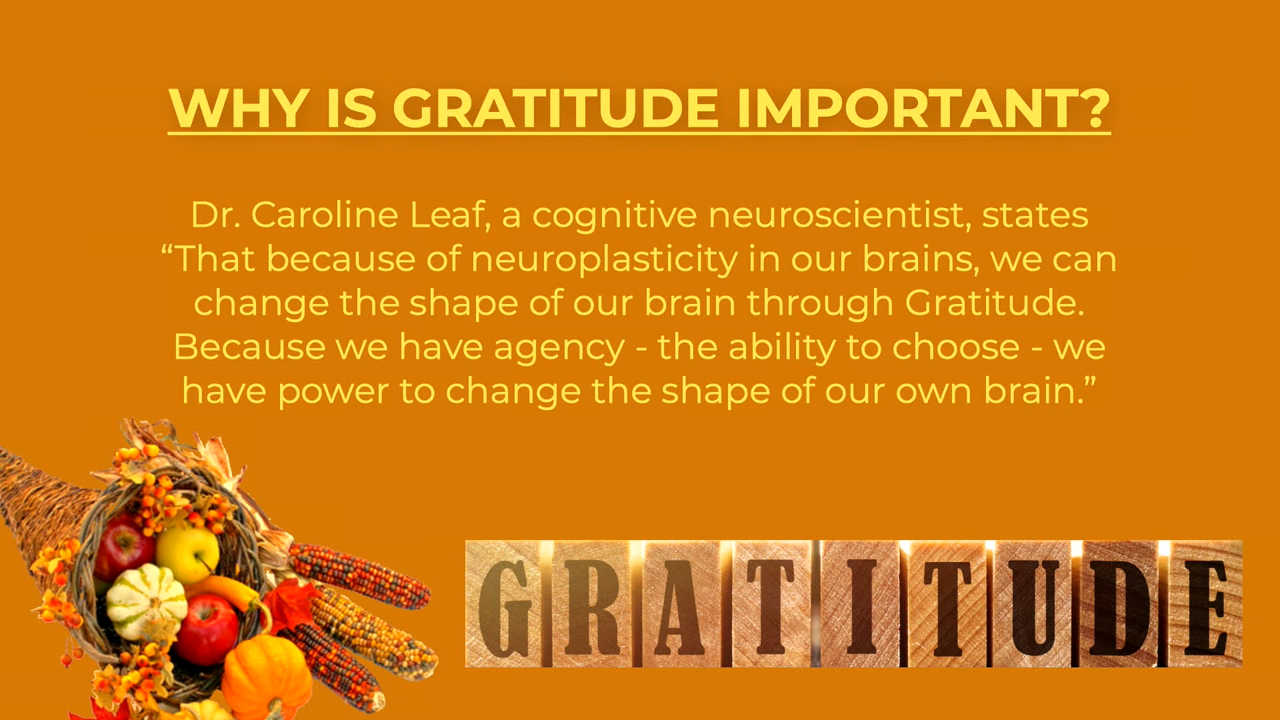 WHY IS GRATITUDE IMPORTANT?
Dr. Caroline Leaf, a cognitive neuroscientist, states
“That because of neuroplasticity in our brains, we can
change the shape of our brain through Gratitude.
Because we have agency - the ability to choose - we
have power to change the shape of our own brain.”
GRATITUDE